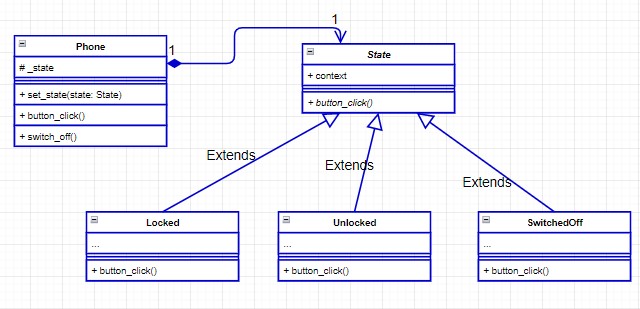 Phone
# _state
+ set_state(state: State)
+ button_click()
+ switch_off()
1
1
State
+ context
+ button_click()
Extends
Extends
Extends
Locked
...
+ button_click()
Unlocked
...
+ button_click()
SwitchedOff
...
+ button_click()